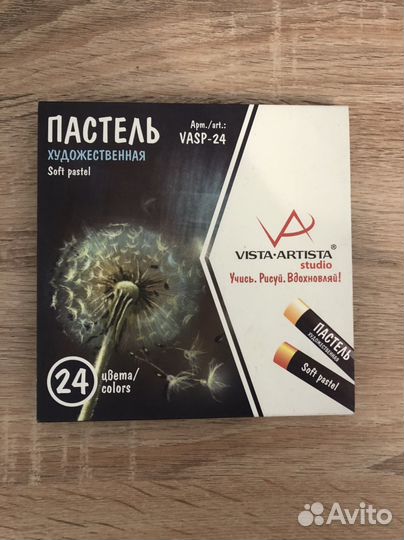 ПАСТЕЛЬ
ХУДОЖЕСТВЕННАЯ
Soft pastel
Арт./art.:
VASP-24
VISTA-ARTISTA®
studio
Учись. Рисуй. Вдохновляй!
ПАСТЕЛЬ
ХУДОЖЕСТВЕННАЯ
Soft pastel
24 цвета/
colors
Avito